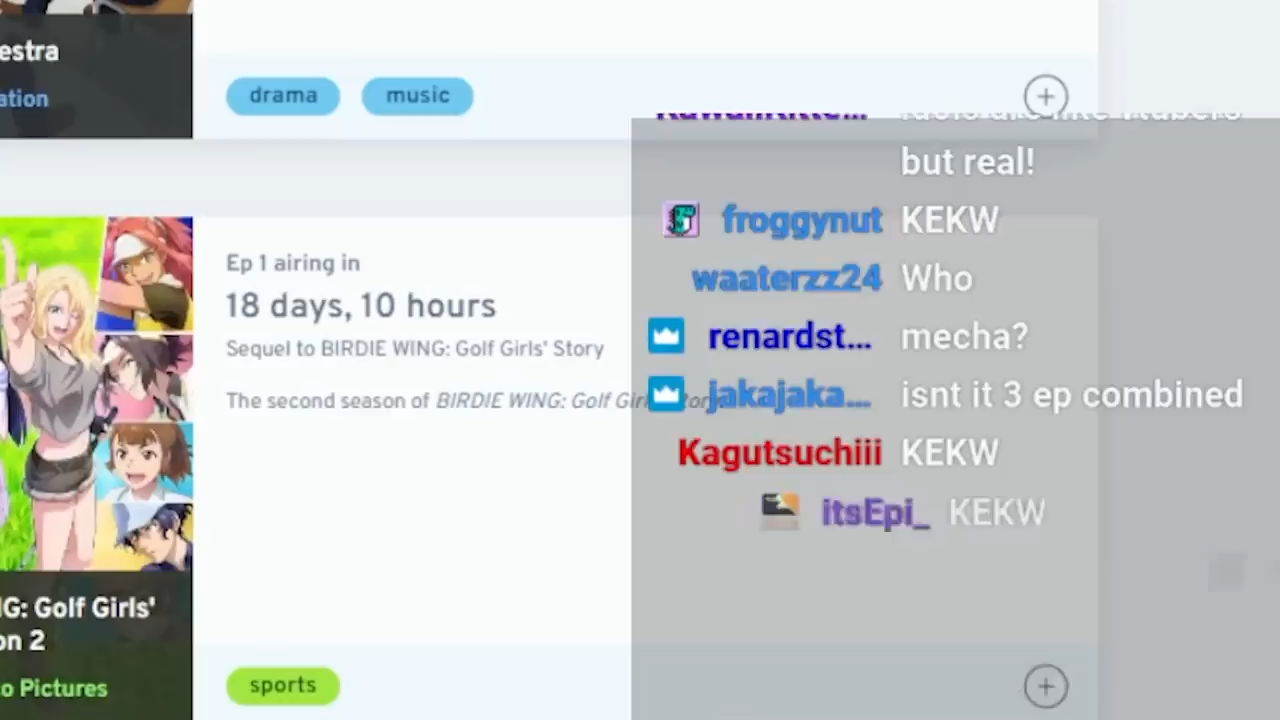 estra
ation
drama
music
but real!
froggynut KEKW
waaterzz24 Who
renardst... mecha?
jakajaka... isnt it 3 ep combined
Kagutsuchiii KEKW
itsEpi_ KEKW
Ep 1 airing in
18 days, 10 hours
Sequel to BIRDIE WING: Golf Girls' Story
The second season of BIRDIE WING: Golf
NG: Golf Girls'
on 2
o Pictures
sports